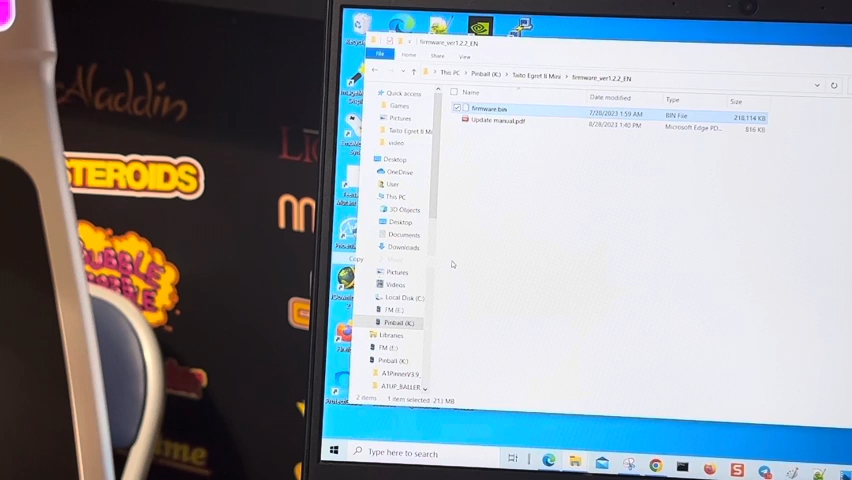 Aladdin
TEROIDS
BUBBLE
BOBBLE
firmware_ver1.2.2_EN
File
Home
Share
View
This PC > Pinball (K:) > Taito Egret II Mini > firmware_ver1.2.2_EN
Name
Date modified
Type
Size
firmware.bin
7/28/2023 1:59 AM
BIN File
218,114 KB
Update manual.pdf
8/28/2023 1:40 PM
Microsoft Edge PD...
816 KB
Quick access
Games
Pictures
Taito Egret II Mi
video
Desktop
OneDrive
User
This PC
3D Objects
Desktop
Documents
Downloads
Pictures
Videos
Local Disk (C:)
FM (I:)
Pinball (K:)
Libraries
FM (I:)
Pinball (K:)
A1PinnerV3.9_
A1UP_BALLER
2 items
1 item selected 213 MB
Type here to search